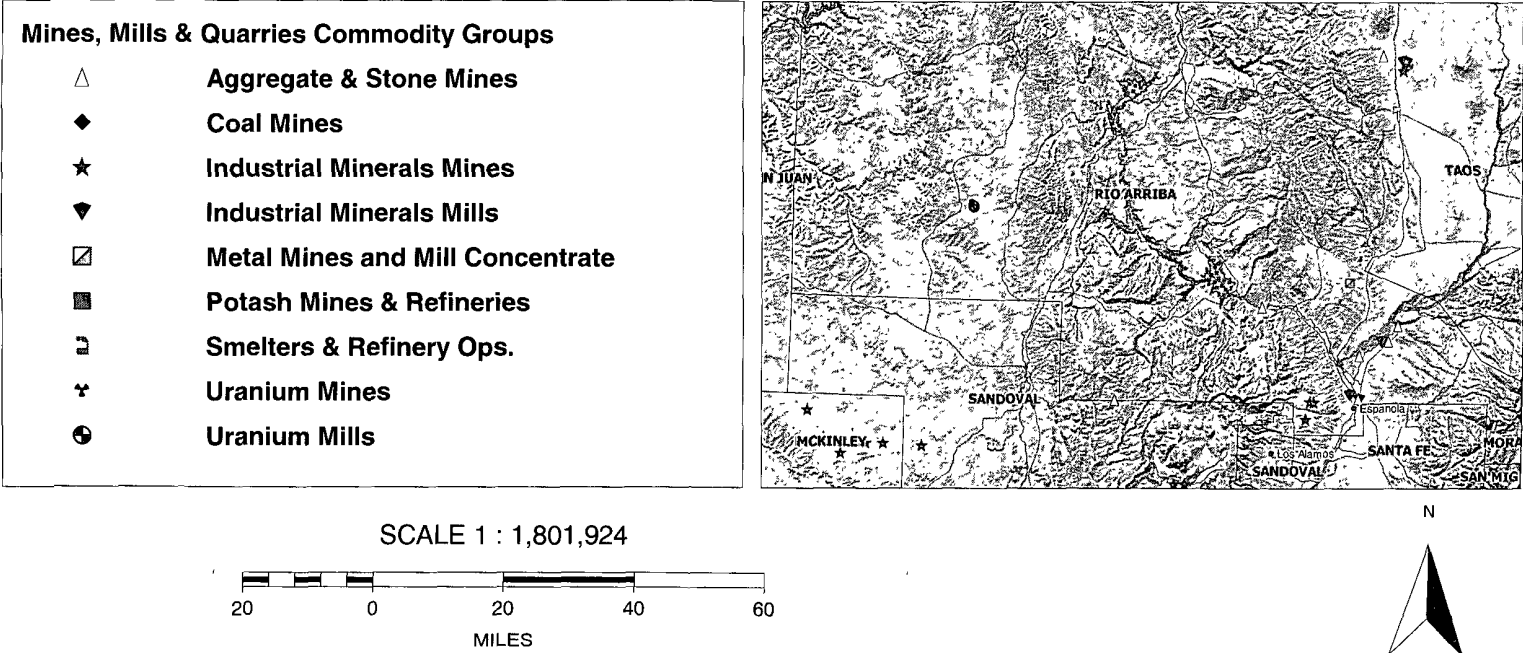 Mines, Mills & Quarries Commodity Groups
Aggregate & Stone Mines
Coal Mines
Industrial Minerals Mines
Industrial Minerals Mills
Metal Mines and Mill Concentrate
Potash Mines & Refineries
Smelters & Refinery Ops.
Uranium Mines
Uranium Mills
TAOS
N JUAN
RIO ARRIBA
SANDOVAL
Espanola
MCKINLEY
Los Alamos
SANTA FE
MORA
SANDOVAL
SAN MIG
N
SCALE 1 : 1,801,924
20 0 20 40 60
MILES